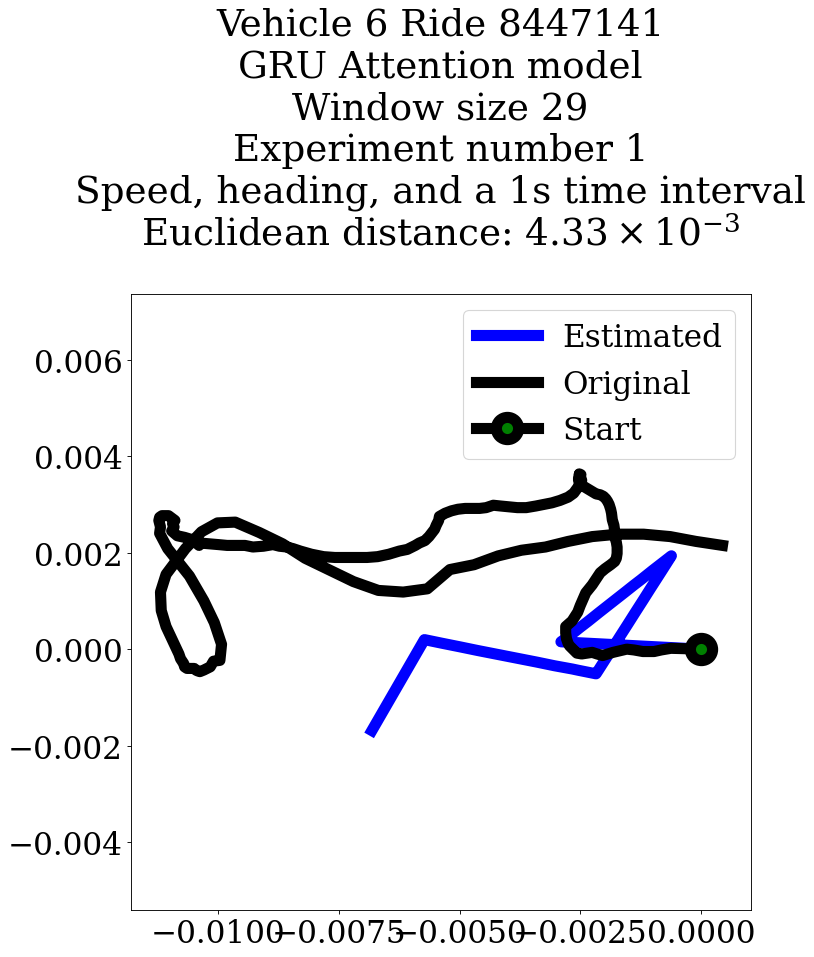 Vehicle 6 Ride 8447141
GRU Attention model
Window size 29
Experiment number 1
Speed, heading, and a 1s time interval
Euclidean distance: 4.33 × 10⁻³
Estimated
Original
Start
0.006
0.004
0.002
0.000
−0.002
−0.004
−0.0100 −0.0075 −0.0050 −0.0025 0.0000